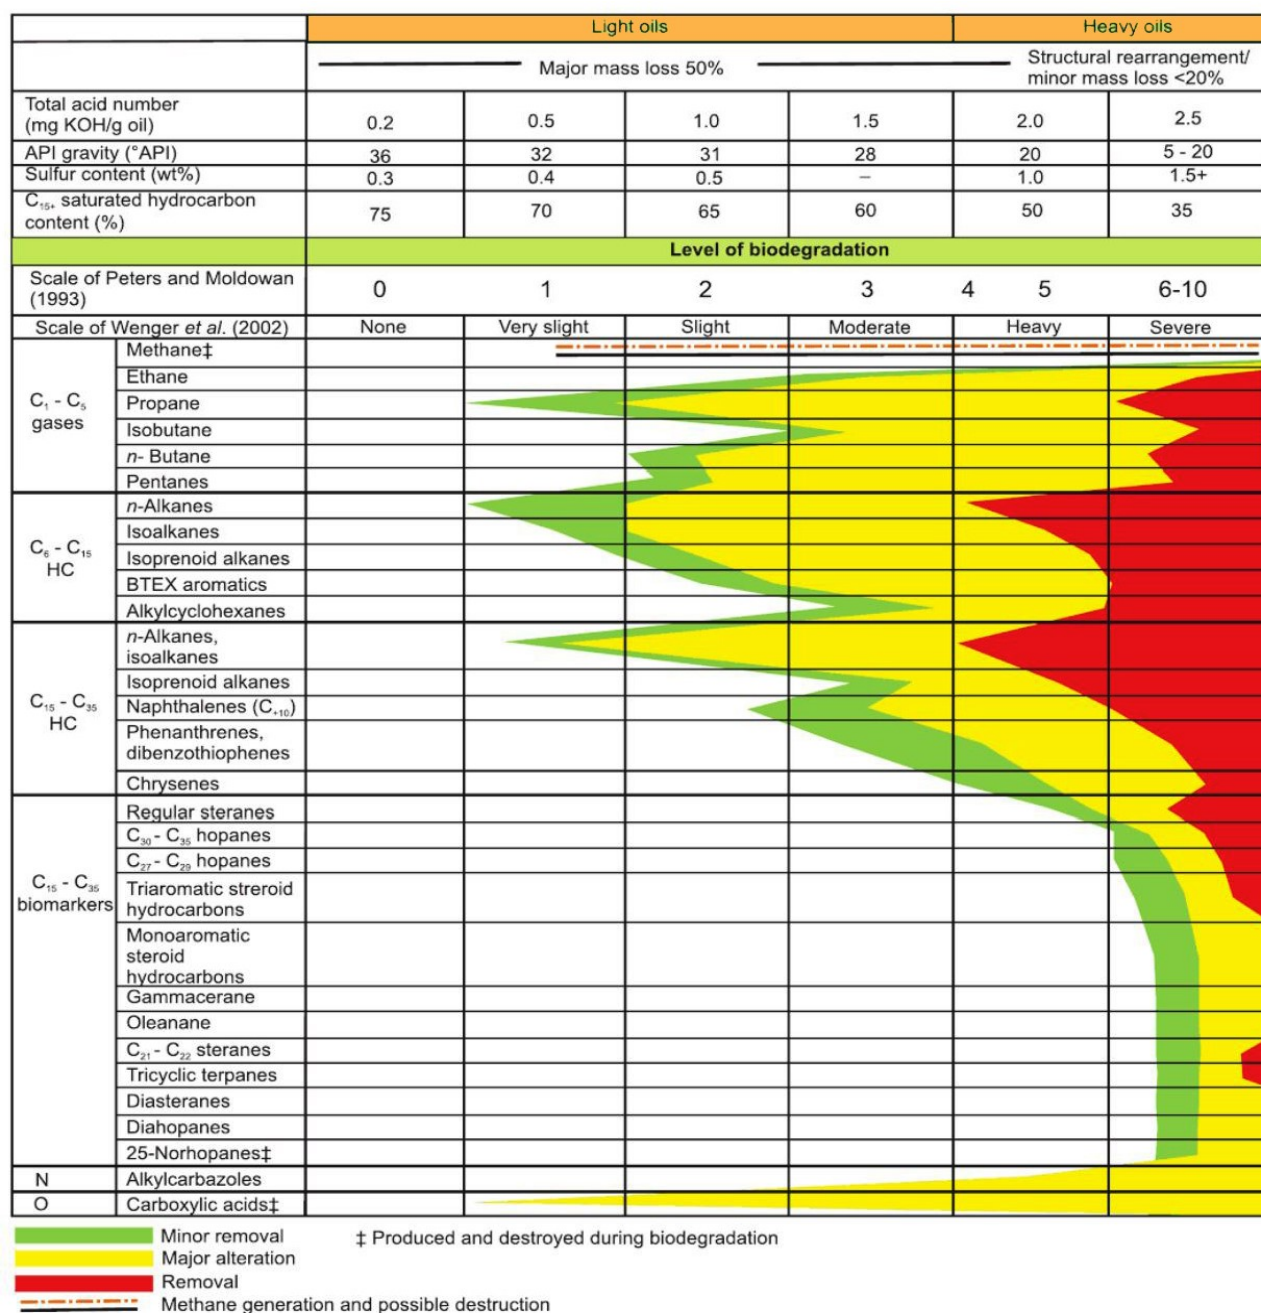 Light oils Heavy oils
Major mass loss 50% Structural rearrangement/
minor mass loss <20%
Total acid number
(mg KOH/g oil) 0.2 0.5 1.0 1.5 2.0 2.5
API gravity (°API) 36 32 31 28 20 5 - 20
Sulfur content (wt%) 0.3 0.4 0.5 – 1.0 1.5+
C₁₅₊ saturated hydrocarbon
content (%) 75 70 65 60 50 35
Level of biodegradation
Scale of Peters and Moldowan
(1993) 0 1 2 3 4 5 6-10
Scale of Wenger et al. (2002) None Very slight Slight Moderate Heavy Severe
C₁ - C₅
gases
Methane‡
Ethane
Propane
Isobutane
n- Butane
Pentanes
C₆ - C₁₅
HC
n-Alkanes
Isoalkanes
Isoprenoid alkanes
BTEX aromatics
Alkylcyclohexanes
C₁₅ - C₃₅
HC
n-Alkanes,
isoalkanes
Isoprenoid alkanes
Naphthalenes (C₊₁₀)
Phenanthrenes,
dibenzothiophenes
Chrysenes
C₁₅ - C₃₅
biomarkers
Regular steranes
C₃₀ - C₃₅ hopanes
C₂₇ - C₂₉ hopanes
Triaromatic streroid
hydrocarbons
Monoaromatic
steroid
hydrocarbons
Gammacerane
Oleanane
C₂₁ - C₂₂ steranes
Tricyclic terpanes
Diasteranes
Diahopanes
25-Norhopanes‡
N Alkylcarbazoles
O Carboxylic acids‡
Minor removal ‡ Produced and destroyed during biodegradation
Major alteration
Removal
Methane generation and possible destruction